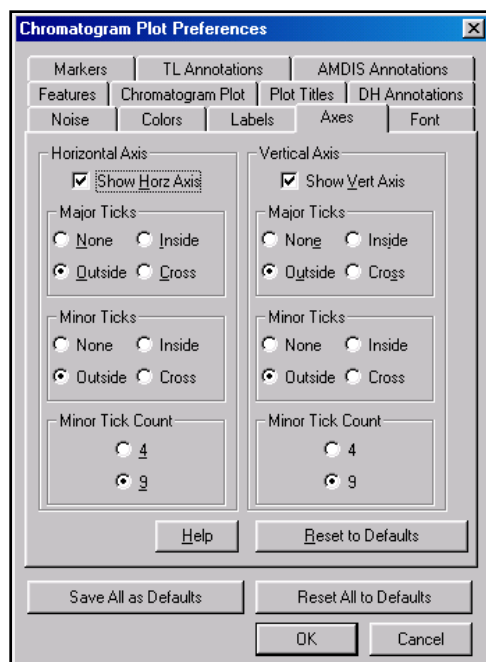 Chromatogram Plot Preferences
Markers TL Annotations AMDIS Annotations
Features Chromatogram Plot Plot Titles DH Annotations
Noise Colors Labels Axes Font
Horizontal Axis Vertical Axis
Show Horz Axis Show Vert Axis
Major Ticks Major Ticks
None Inside None Inside
Outside Cross Outside Cross
Minor Ticks Minor Ticks
None Inside None Inside
Outside Cross Outside Cross
Minor Tick Count Minor Tick Count
4 4
9 9
Help Reset to Defaults
Save All as Defaults Reset All to Defaults
OK Cancel